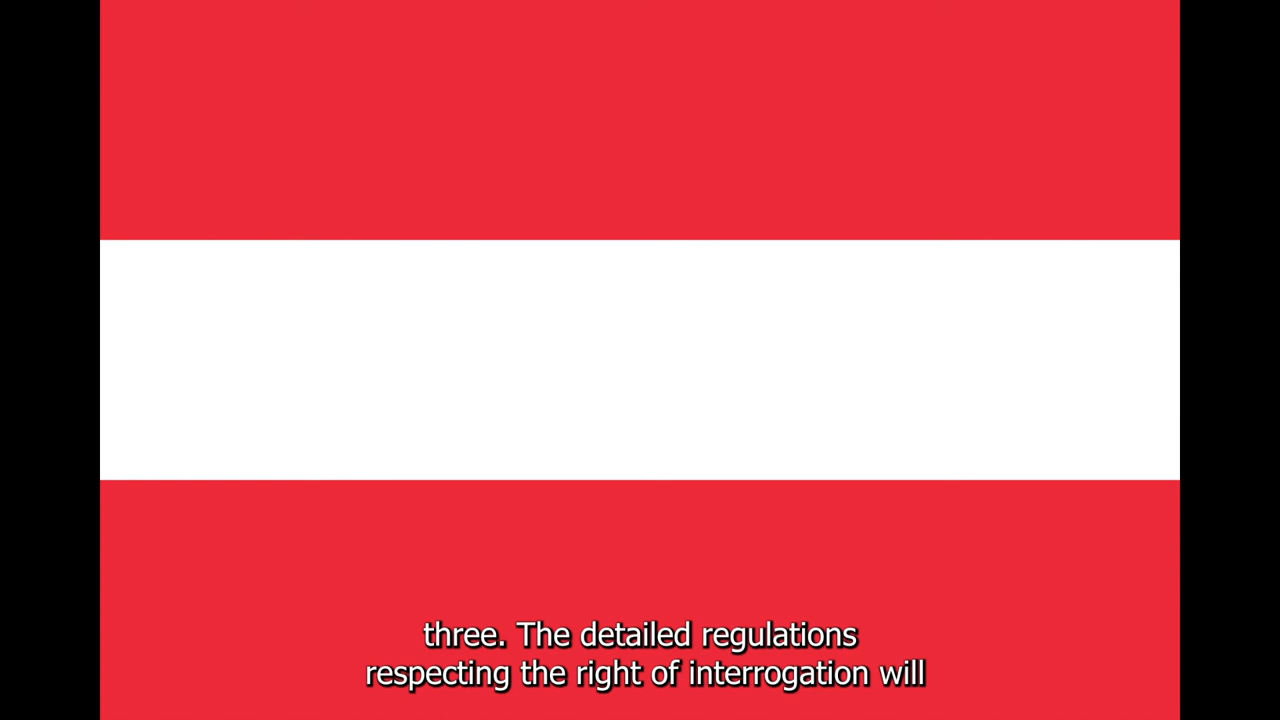 three. The detailed regulations
respecting the right of interrogation will